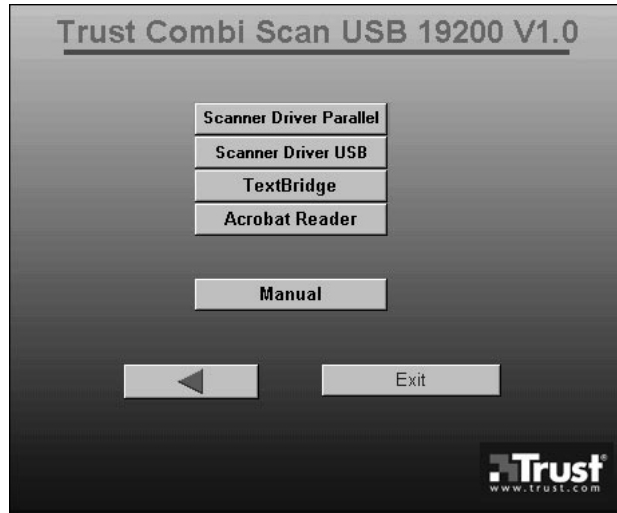 Trust Combi Scan USB 19200 V1.0
Scanner Driver Parallel
Scanner Driver USB
TextBridge
Acrobat Reader
Manual
Exit
Trust®
www.trust.com